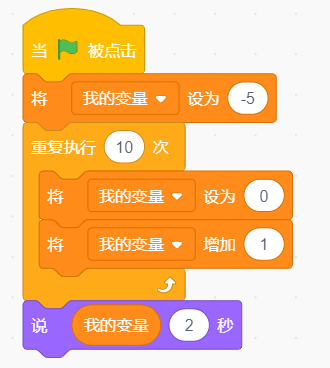 当 被点击
将 我的变量 设为 -5
重复执行 10 次
将 我的变量 设为 0
将 我的变量 增加 1
说 我的变量 2 秒